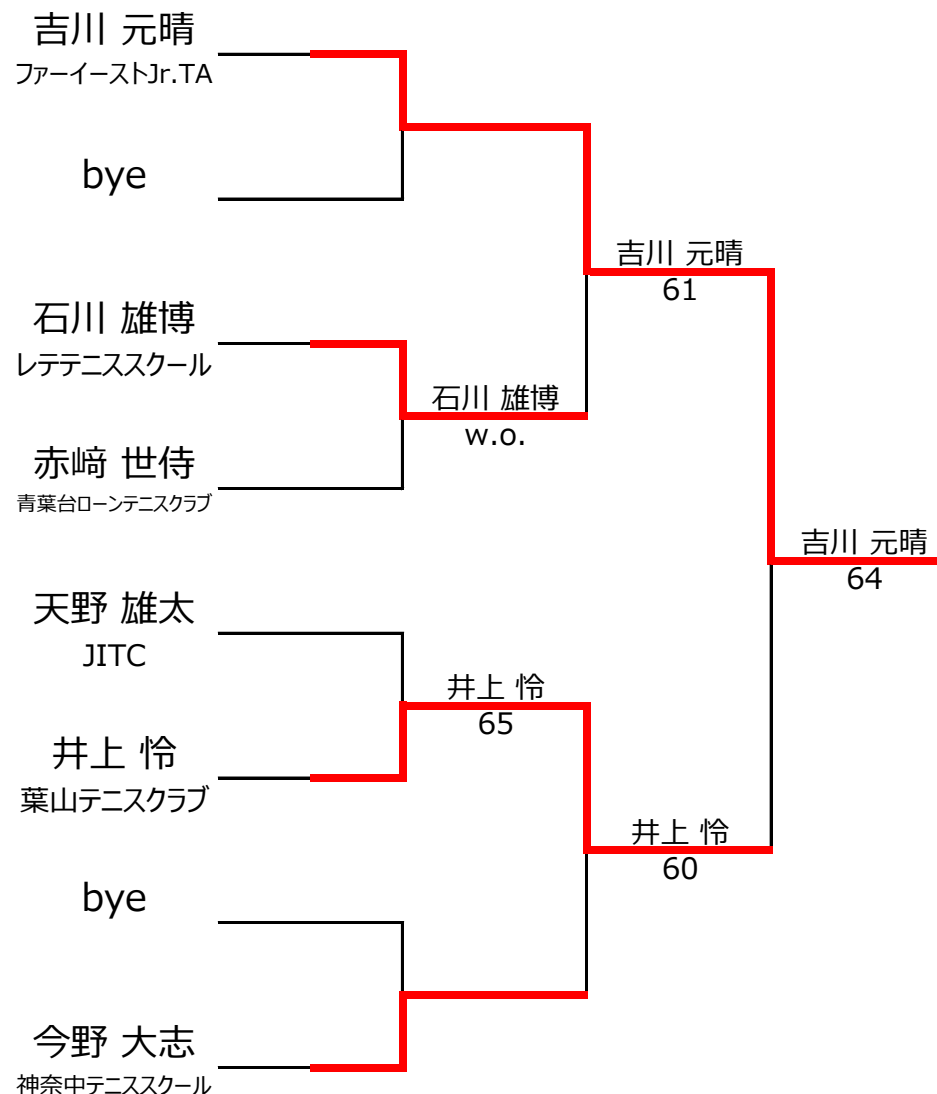 吉川 元晴
ファーイーストJr.TA
bye
石川 雄博
レテテニススクール
赤﨑 世侍
青葉台ローンテニスクラブ
天野 雄太
JITC
井上 怜
葉山テニスクラブ
bye
今野 大志
神奈中テニススクール
石川 雄博
w.o.
井上 怜
65
吉川 元晴
61
井上 怜
60
吉川 元晴
64